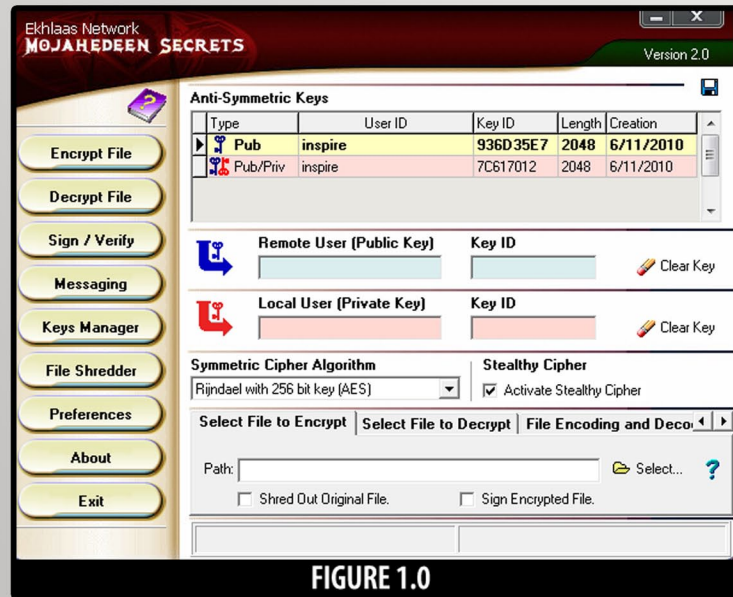 Ekhlaas Network
MOJAHEDEEN SECRETS
Version 2.0
Anti-Symmetric Keys
Type User ID Key ID Length Creation
Pub inspire 936D35E7 2048 6/11/2010
Pub/Priv inspire 7C617012 2048 6/11/2010
Encrypt File
Decrypt File
Sign / Verify
Messaging
Keys Manager
File Shredder
Preferences
About
Exit
Remote User (Public Key) Key ID
Clear Key
Local User (Private Key) Key ID
Clear Key
Symmetric Cipher Algorithm
Rijndael with 256 bit key (AES)
Stealthy Cipher
Activate Stealthy Cipher
Select File to Encrypt Select File to Decrypt File Encoding and Deco
Path: Select... ?
Shred Out Original File. Sign Encrypted File.
FIGURE 1.0